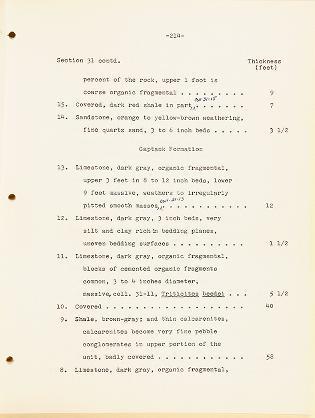 -214-
Section 31 contd. Thickness
(feet)
percent of the rock, upper 1 foot is
coarse organic fragmental . . . . . . . . . 9
15. Covered, dark red shale in part . . . . . . . 7
14. Sandstone, orange to yellow-brown weathering,
fine quartz sand, 3 to 6 inch beds . . . . . 3 1/2
Gaptank Formation
13. Limestone, dark gray, organic fragmental,
upper 3 feet in 8 to 12 inch beds, lower
9 feet massive, weathers to irregularly
pitted smooth masses . . . . . . . . . . . . 12
12. Limestone, dark gray, 3 inch beds, very
silt and clay rich in bedding planes,
uneven bedding surfaces . . . . . . . . . . 1 1/2
11. Limestone, dark gray, organic fragmental,
blocks of cemented organic fragments
common, 3 to 4 inches diameter,
massive, coll. 31-11, Triticites beedei . . . 5 1/2
10. Covered . . . . . . . . . . . . . . . . . . . 40
9. Shale, brown-gray; and thin calcarenites,
calcarenites become very fine pebble
conglomerates in upper portion of the
unit, badly covered . . . . . . . . . . . . 58
8. Limestone, dark gray, organic fragmental,